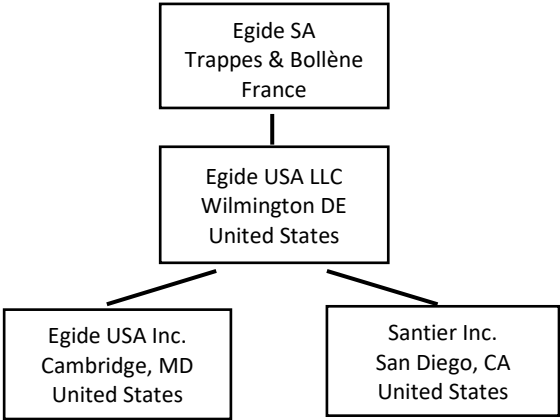 Egide SA
Trappes & Bollène
France
Egide USA LLC
Wilmington DE
United States
Egide USA Inc.
Cambridge, MD
United States
Santier Inc.
San Diego, CA
United States